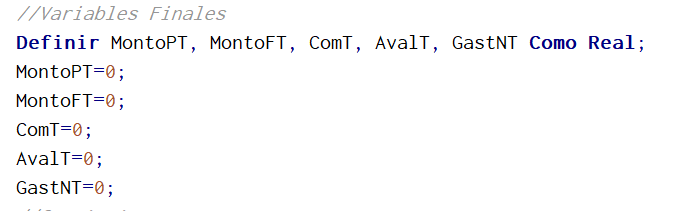 //Variables Finales
Definir MontoPT, MontoFT, ComT, AvalT, GastNT Como Real;
MontoPT=0;
MontoFT=0;
ComT=0;
AvalT=0;
GastNT=0;